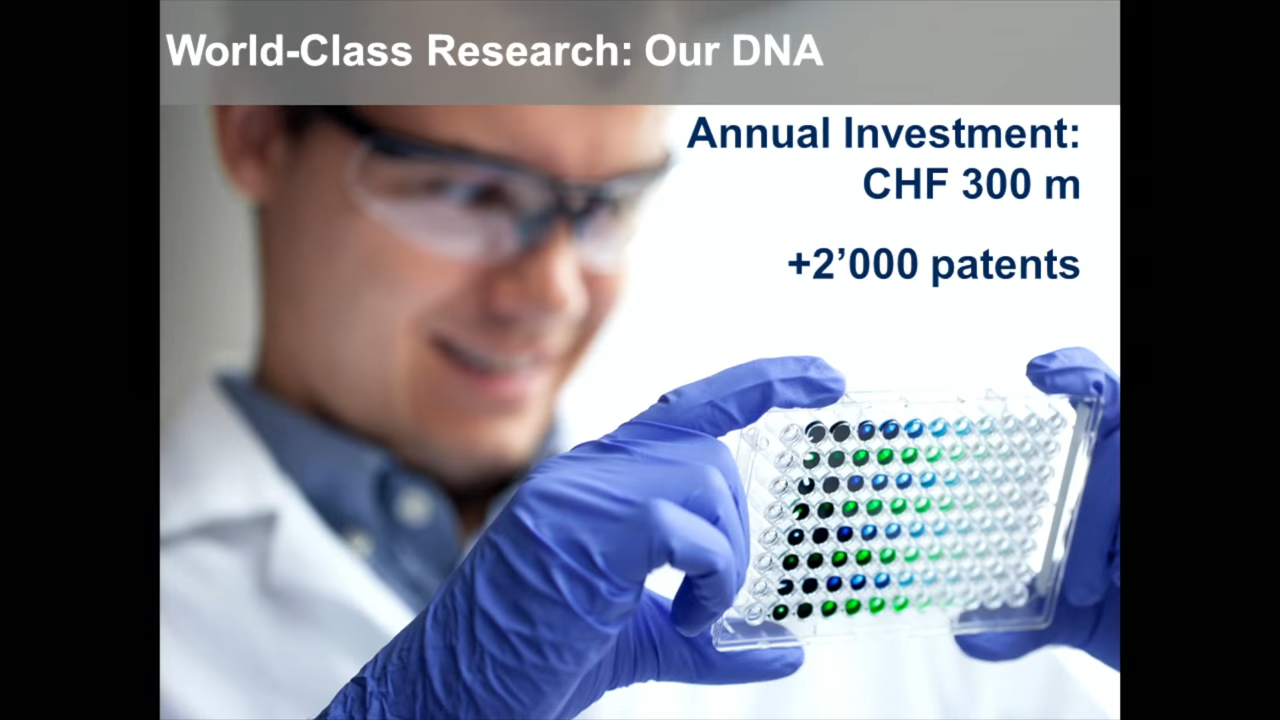 World-Class Research: Our DNA
Annual Investment:
CHF 300 m
+2’000 patents